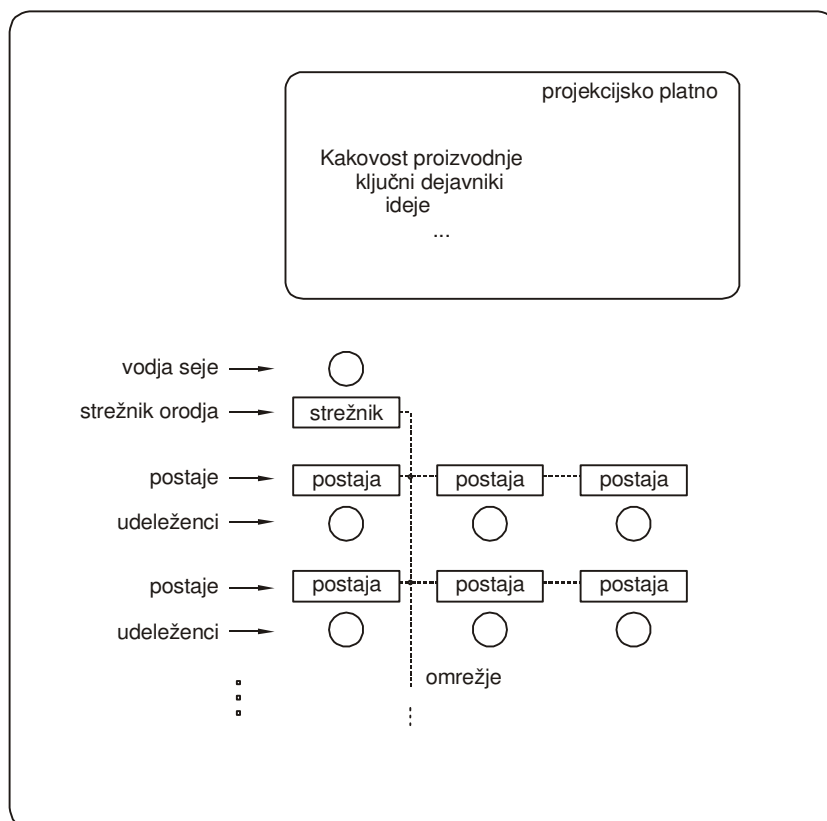 projekcijsko platno
Kakovost proizvodnje
ključni dejavniki
ideje
...
vodja seje
strežnik orodja strežnik
postaje postaja postaja postaja
udeleženci
postaje postaja postaja postaja
udeleženci
omrežje